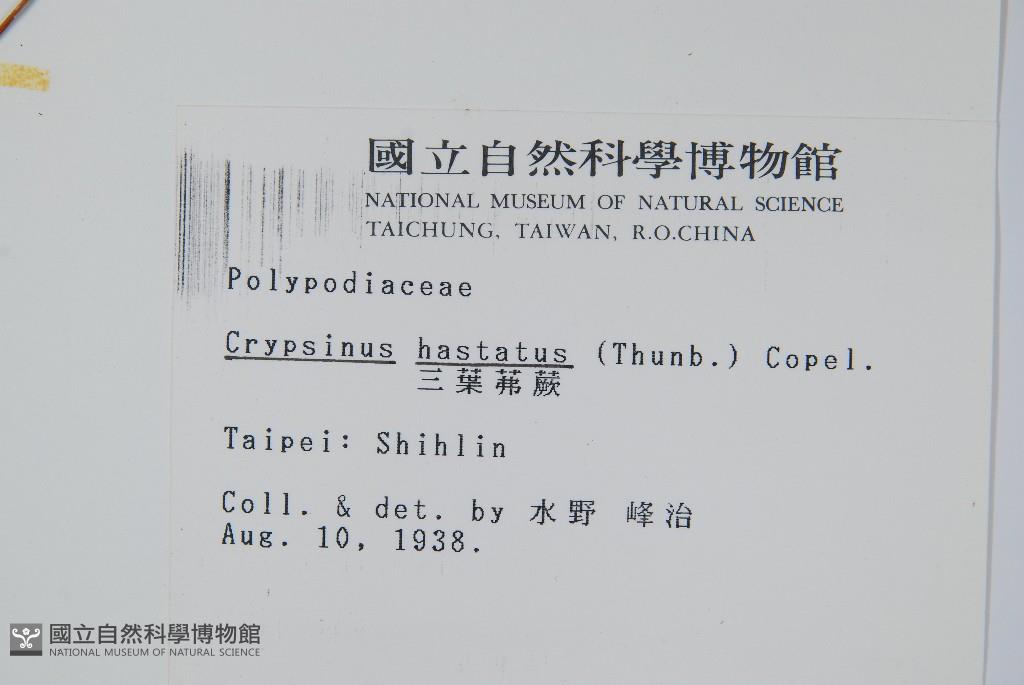 國立自然科學博物館
NATIONAL MUSEUM OF NATURAL SCIENCE
TAICHUNG, TAIWAN, R.O.CHINA
Polypodiaceae
Crypsinus hastatus (Thunb.) Copel.
三葉茀蕨
Taipei: Shihlin
Coll. & det. by 水野 峰治
Aug. 10, 1938.
國立自然科學博物館
NATIONAL MUSEUM OF NATURAL SCIENCE